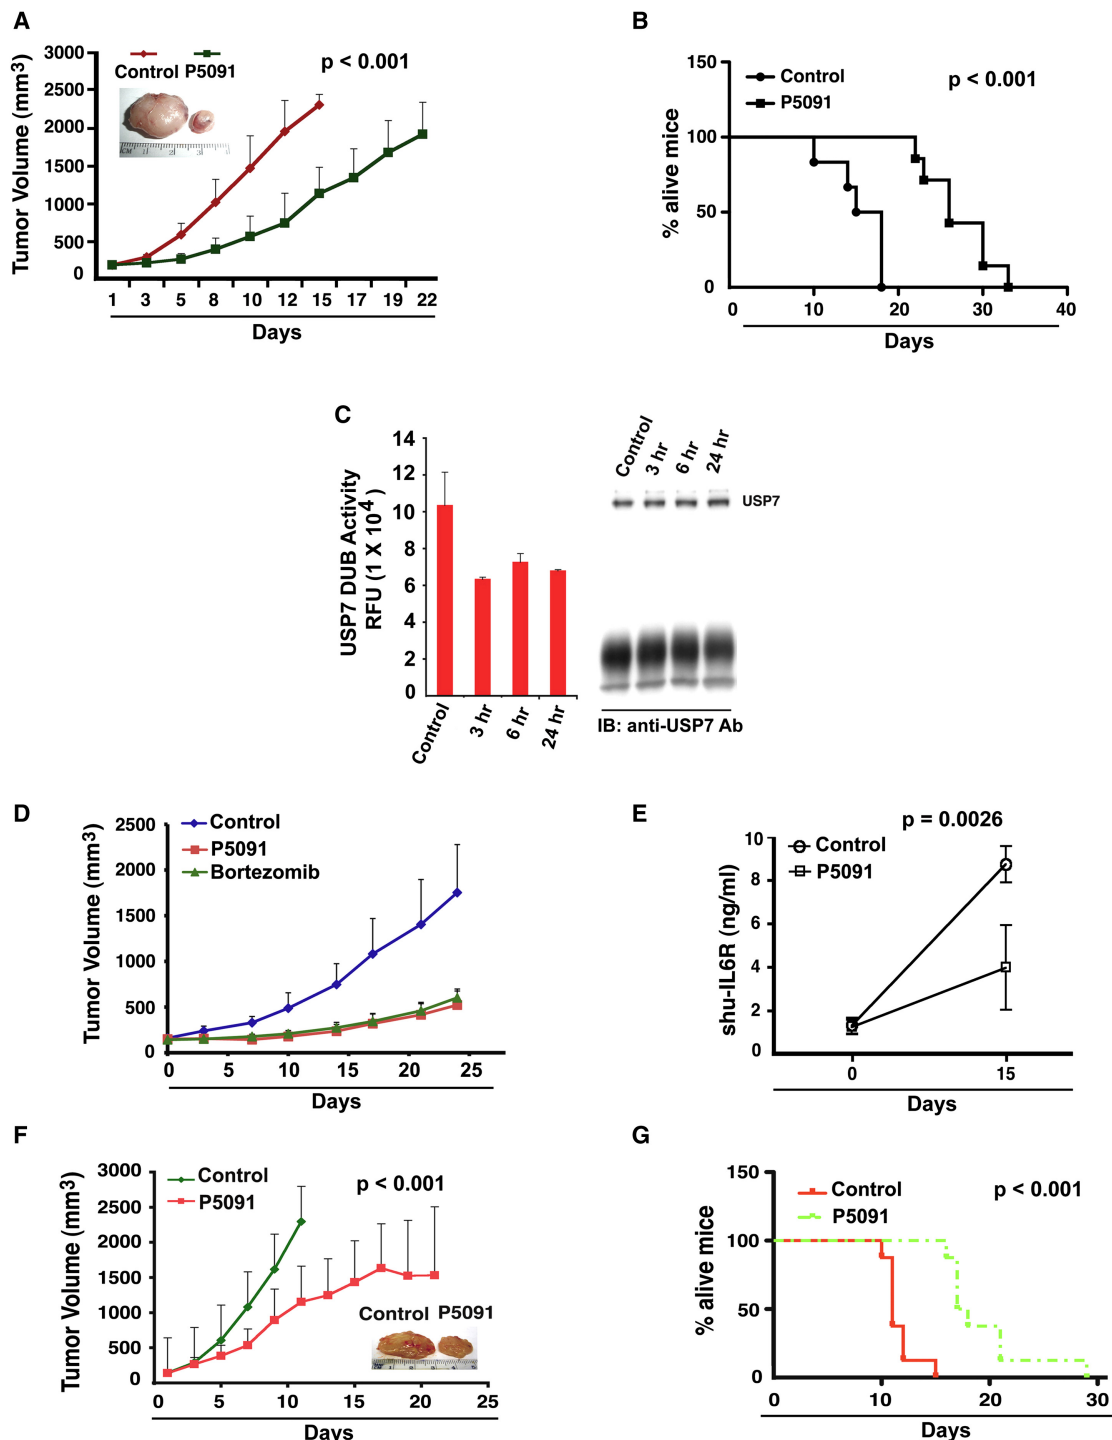 A
Tumor Volume (mm3)
3000
2500
2000
1500
1000
500
0
Control P5091
p < 0.001
1 3 5 8 10 12 15 17 19 22
Days
B
% alive mice
150
100
50
0
Control
P5091
p < 0.001
0 10 20 30 40
Days
C
USP7 DUB Activity
RFU (1 X 104 )
14
12
10
8
6
4
2
0
Control 3 hr 6 hr 24 hr
Control 3 hr 6 hr 24 hr
USP7
IB: anti-USP7 Ab
D
Tumor Volume (mm3)
2500
2000
1500
1000
500
0
Control
P5091
Bortezomib
0 5 10 15 20 25
Days
E
p = 0.0026
shu-IL6R (ng/ml)
10
8
6
4
2
0
Control
P5091
0 15
Days
F
Tumor Volume (mm3)
3000
2500
2000
1500
1000
500
0
Control
P5091
p < 0.001
Control P5091
0 5 10 15 20 25
Days
G
% alive mice
150
100
50
0
Control
P5091
p < 0.001
0 10 20 30
Days